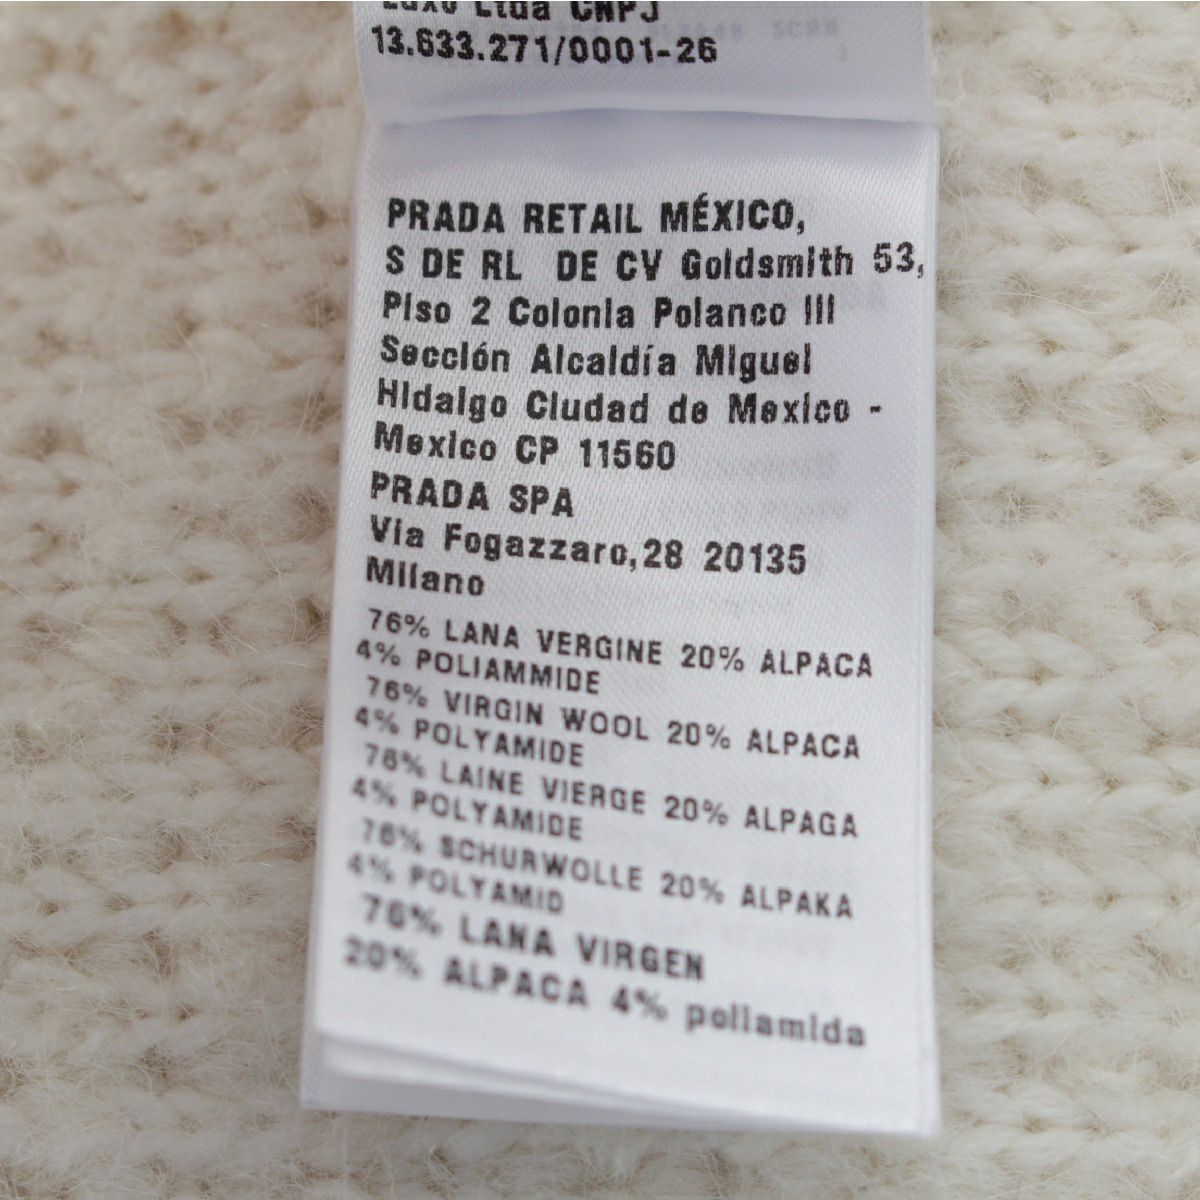 Luxo Ltda CNPJ
13.633.271/0001-26
PRADA RETAIL MÉXICO,
S DE RL DE CV Goldsmith 53,
Piso 2 Colonia Polanco III
Sección Alcaldía Miguel
Hidalgo Ciudad de Mexico -
Mexico CP 11560
PRADA SPA
Via Fogazzaro,28 20135
Milano
76% LANA VERGINE 20% ALPACA
4% POLIAMMIDE
76% VIRGIN WOOL 20% ALPACA
4% POLYAMIDE
76% LAINE VIERGE 20% ALPAGA
4% POLYAMIDE
76% SCHURWOLLE 20% ALPAKA
4% POLYAMID
76% LANA VIRGEN
20% ALPACA 4% poliamida